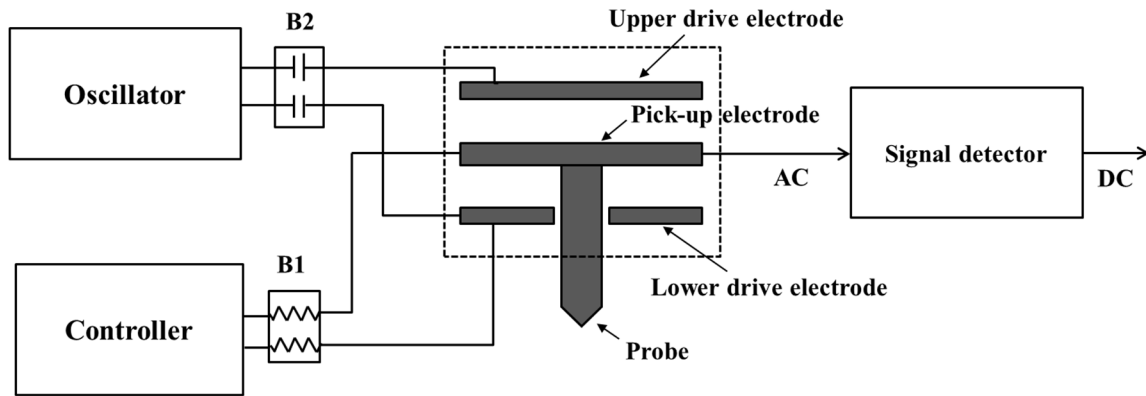 Upper drive electrode
B2
Oscillator
Pick-up electrode
Signal detector
AC
DC
B1
Lower drive electrode
Controller
Probe